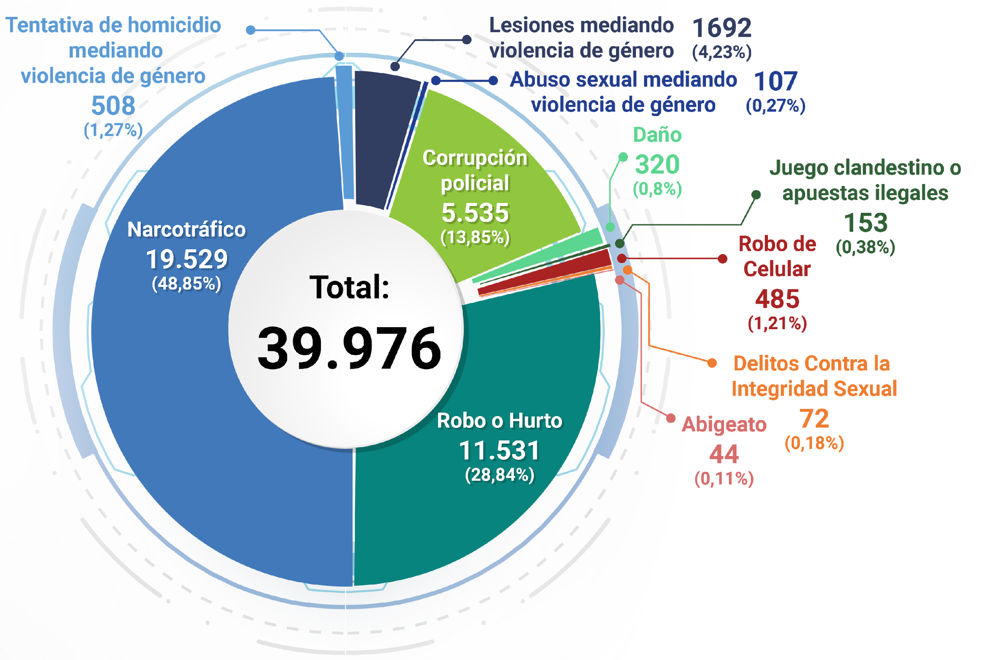 Tentativa de homicidio
mediando
violencia de género
508
(1,27%)
Lesiones mediando
violencia de género
1692
(4,23%)
Abuso sexual mediando
violencia de género
107
(0,27%)
Corrupción
policial
5.535
(13,85%)
Daño
320
(0,8%)
Juego clandestino o
apuestas ilegales
153
(0,38%)
Robo de
Celular
485
(1,21%)
Delitos Contra la
Integridad Sexual
72
(0,18%)
Abigeato
44
(0,11%)
Robo o Hurto
11.531
(28,84%)
Narcotráfico
19.529
(48,85%)
Total:
39.976